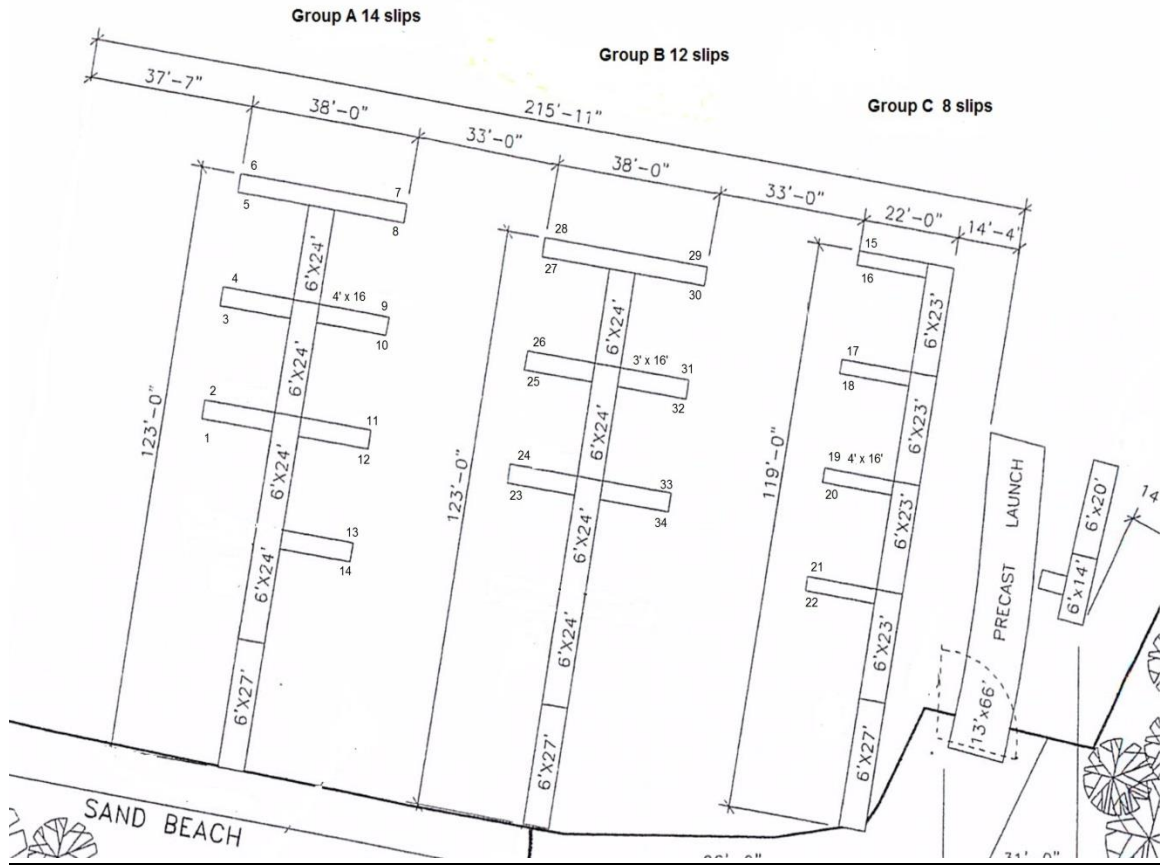 Group A 14 slips
Group B 12 slips
Group C 8 slips
37'-7"
38'-0"
215'-11"
33'-0"
38'-0"
33'-0"
22'-0"
14'-4'
6
5
7
8
6'X24'
4
3
4' x 16
9
10
6'X24'
2
1
11
12
6'X24'
13
14
6'X24'
6'X27'
123'-0"
28
27
29
30
6'X24'
26
25
3' x 16'
31
32
6'X24'
24
23
33
34
6'X24'
6'X24'
6'X27'
123'-0"
15
16
6'X23'
17
18
6'X23'
19 4' x 16'
20
6'X23'
21
22
6'X23'
6'X27'
119'-0"
PRECAST LAUNCH
13'x66'
6'x20'
6'x14'
14
SAND BEACH